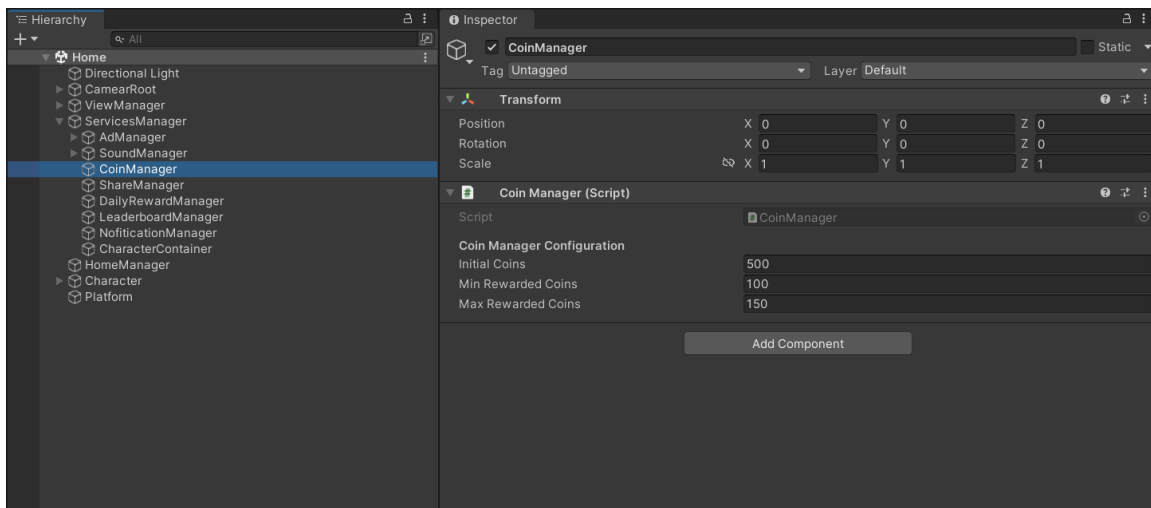 Hierarchy
All
Home
Directional Light
CamearRoot
ViewManager
ServicesManager
AdManager
SoundManager
CoinManager
ShareManager
DailyRewardManager
LeaderboardManager
NofiticationManager
CharacterContainer
HomeManager
Character
Platform
Inspector
CoinManager Static
Tag Untagged Layer Default
Transform
Position X 0 Y 0 Z 0
Rotation X 0 Y 0 Z 0
Scale X 1 Y 1 Z 1
# Coin Manager (Script)
Script CoinManager
Coin Manager Configuration
Initial Coins 500
Min Rewarded Coins 100
Max Rewarded Coins 150
Add Component